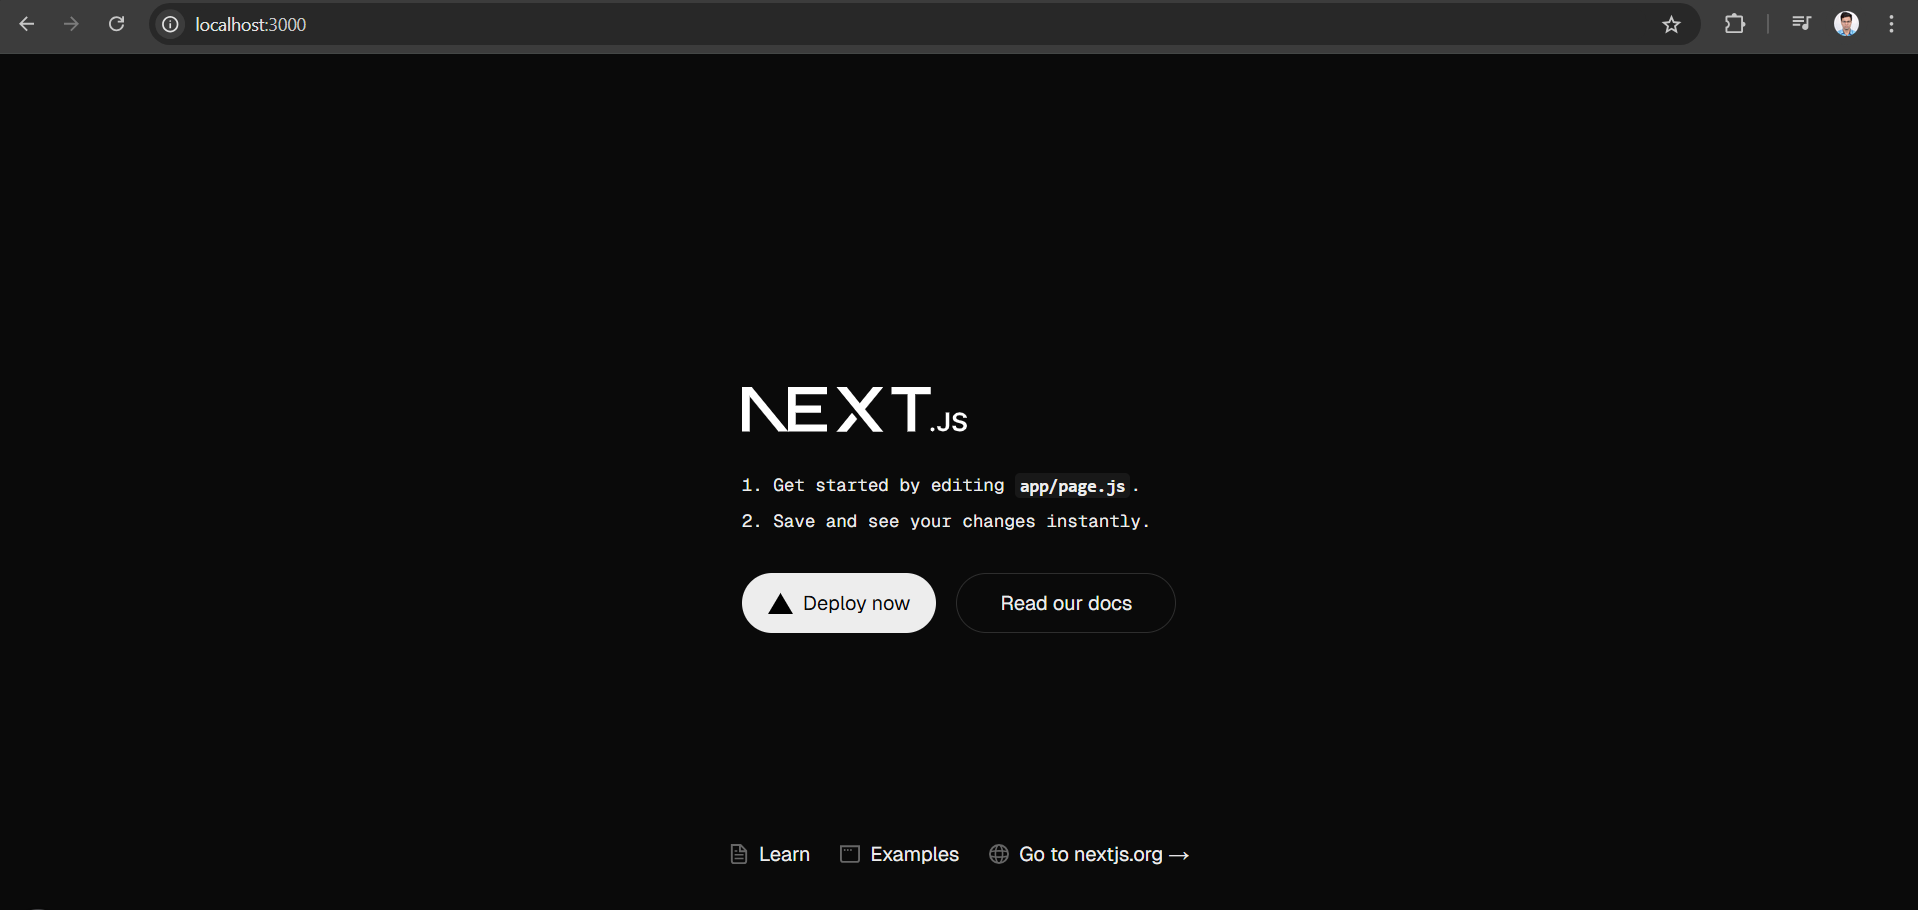 localhost:3000
NEXT.JS
1. Get started by editing app/page.js.
2. Save and see your changes instantly.
Deploy now
Read our docs
Learn
Examples
Go to nextjs.org →